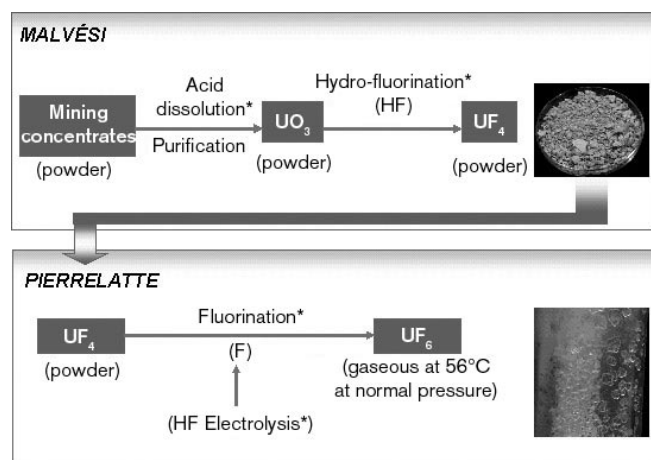 MALVÉSI
Acid
dissolution*
Hydro-fluorination*
(HF)
Mining
concentrates
UO₃
UF₄
Purification
(powder)
(powder)
(powder)
PIERRELATTE
Fluorination*
UF₄
UF₆
(F)
(powder)
(gaseous at 56°C
at normal pressure)
(HF Electrolysis*)